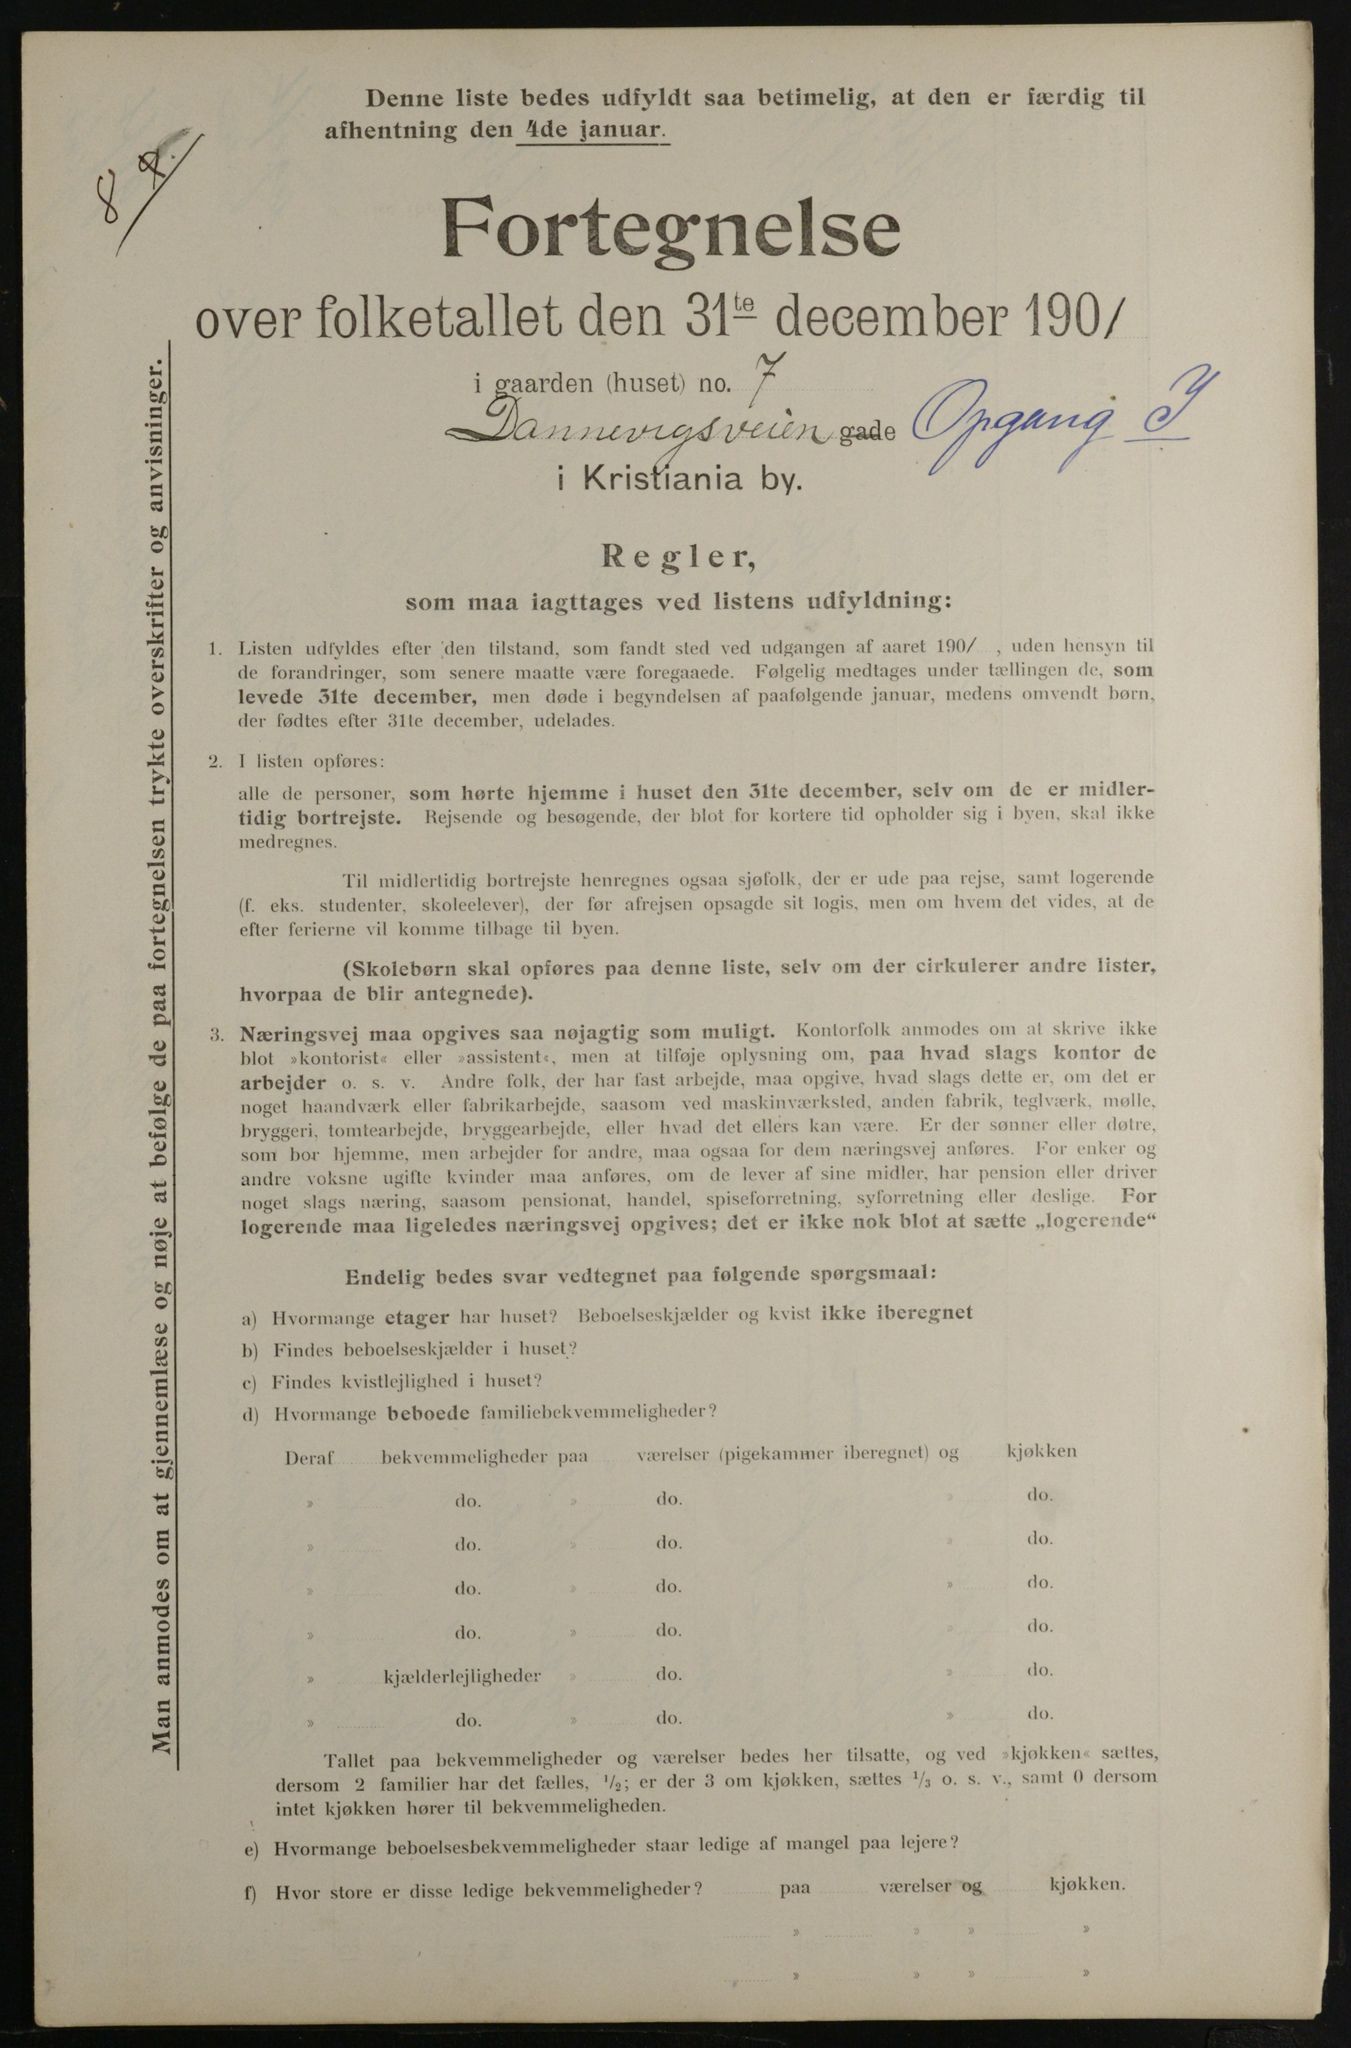 Denne liste bedes udfyldt saa betimelig, at den er færdig til
afhentning den 4de januar.
8
Fortegnelse
over folketallet den 31te december 1901
i gaarden (huset) no. 7
Dannevigsveien gade Opgang I
i Kristiania by.
Regler,
som maa iagttages ved listens udfyldning:
1. Listen udfyldes efter den tilstand, som fandt sted ved udgangen af aaret 1901, uden hensyn til
de forandringer, som senere maatte være foregaaede. Følgelig medtages under tællingen de, som
levede 31te december, men døde i begyndelsen af paafølgende januar, medens omvendt børn,
der fødtes efter 31te december, udelades.
2. I listen opføres:
alle de personer, som hørte hjemme i huset den 31te december, selv om de er midler-
tidig bortrejste. Rejsende og besøgende, der blot for kortere tid opholder sig i byen, skal ikke
medregnes.
Til midlertidig bortrejste henregnes ogsaa sjøfolk, der er ude paa rejse, samt logerende
(f. eks. studenter, skoleelever), der før afrejsen opsagde sit logis, men om hvem det vides, at de
efter ferierne vil komme tilbage til byen.
(Skolebørn skal opføres paa denne liste, selv om der cirkulerer andre lister,
hvorpaa de blir antegnede).
3. Næringsvej maa opgives saa nøjagtig som muligt. Kontorfolk anmodes om at skrive ikke
blot »kontorist« eller »assistent«, men at tilføje oplysning om, paa hvad slags kontor de
arbejder o. s. v. Andre folk, der har fast arbejde, maa opgive, hvad slags dette er, om det er
noget haandværk eller fabrikarbejde, saasom ved maskinværksted, anden fabrik, teglværk, mølle,
bryggeri, tomtearbejde, bryggearbejde, eller hvad det ellers kan være. Er der sønner eller døtre,
som bor hjemme, men arbejder for andre, maa ogsaa for dem næringsvej anføres. For enker og
andre voksne ugifte kvinder maa anføres, om de lever af sine midler, har pension eller driver
noget slags næring, saasom pensionat, handel, spiseforretning, syforretning eller deslige. For
logerende maa ligeledes næringsvej opgives; det er ikke nok blot at sætte „logerende“
Endelig bedes svar vedtegnet paa følgende spørgsmaal:
a) Hvormange etager har huset? Beboelseskjælder og kvist ikke iberegnet
b) Findes beboelseskjælder i huset?
c) Findes kvistlejlighed i huset?
d) Hvormange beboede familiebekvemmeligheder?
Deraf bekvemmeligheder paa værelser (pigekammer iberegnet) og kjøkken
» do. » do. » do.
» do. » do. » do.
» do. » do. » do.
» do. » do. » do.
» kjælderlejligheder » do. » do.
» do. » do. » do.
Tallet paa bekvemmeligheder og værelser bedes her tilsatte, og ved »kjøkken« sættes,
dersom 2 familier har det fælles, 1/2; er der 3 om kjøkken, sættes 1/3 o. s. v., samt 0 dersom
intet kjøkken hører til bekvemmeligheden.
e) Hvormange beboelsesbekvemmeligheder staar ledige af mangel paa lejere?
f) Hvor store er disse ledige bekvemmeligheder? paa værelser og kjøkken.
» » » »
» » » »
Man anmodes om at gjennemlæse og nøje at befølge de paa fortegnelsen trykte overskrifter og anvisninger.